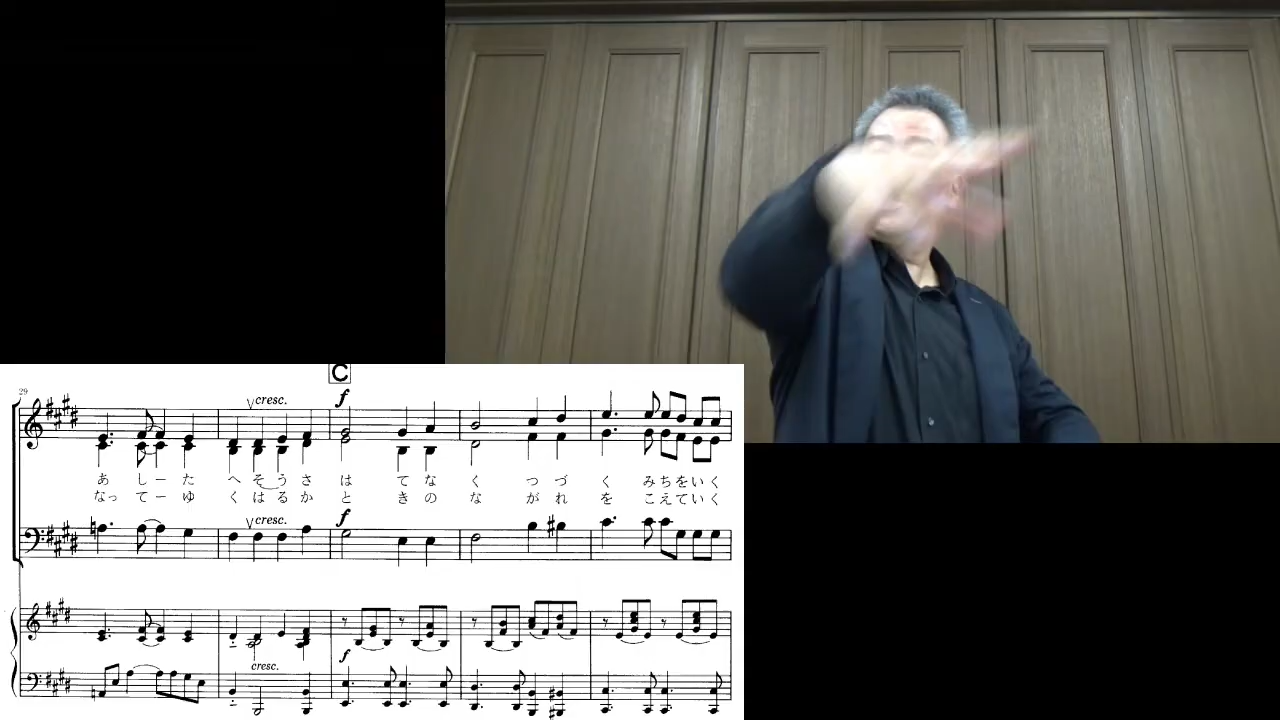 C
29
cresc.
f
あ しーた へ そ う さ は て な く つ づ く み ち を い く
なっ てーゆ く は る か と き の な が れ を こ え て い く
cresc.
f
cresc.
f